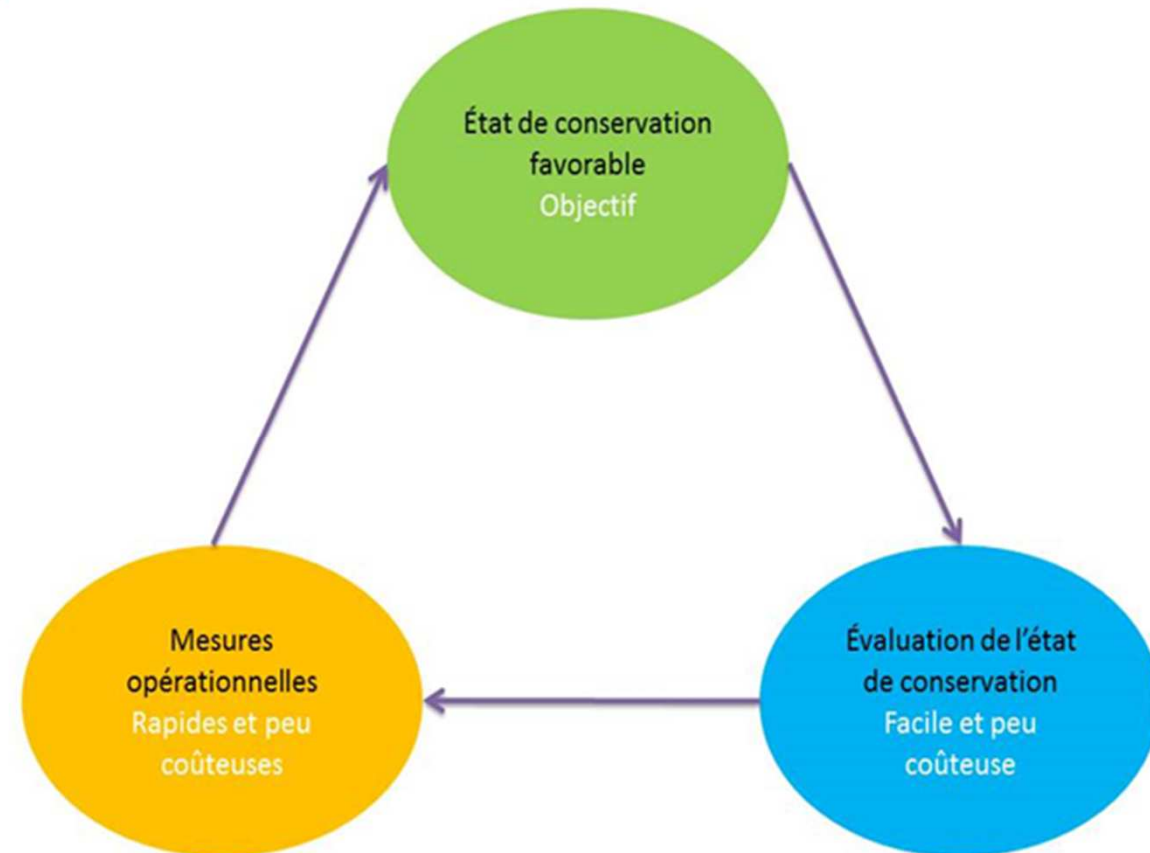 État de conservation
favorable
Objectif
Mesures
opérationnelles
Rapides et peu
coûteuses
Évaluation de l'état
de conservation
Facile et peu
coûteuse